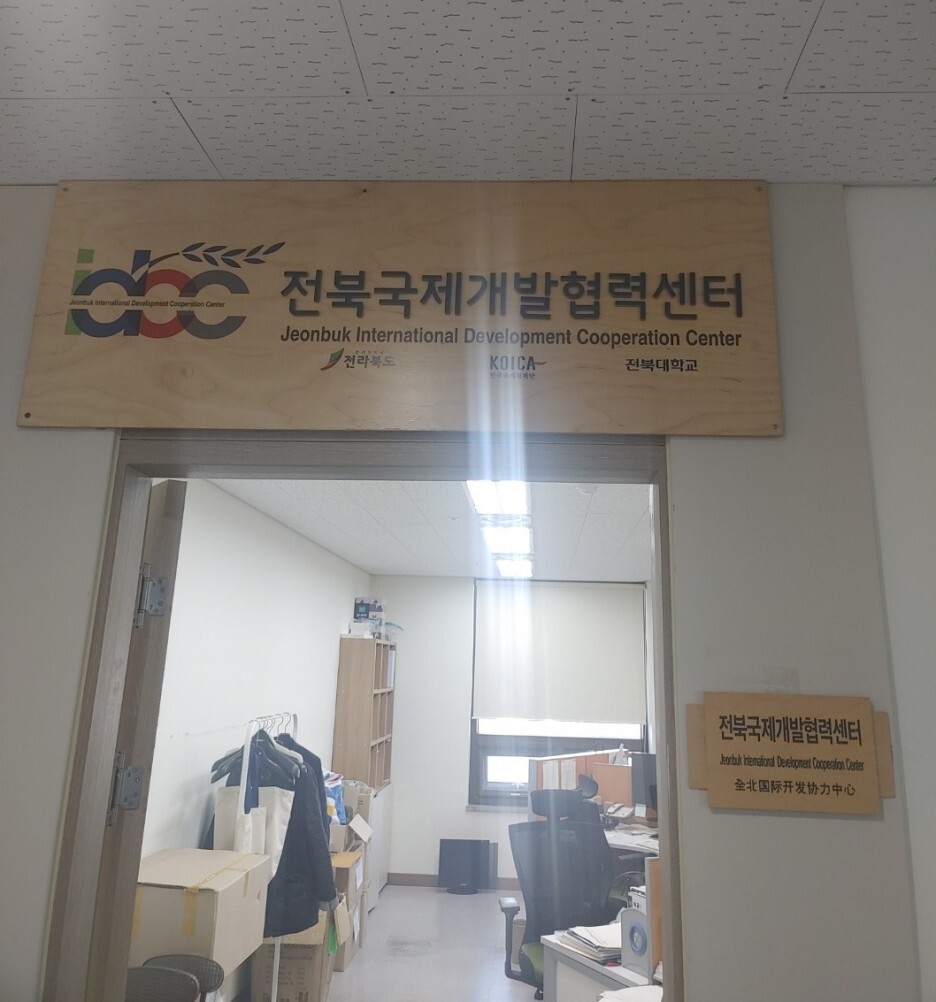 idcc
Jeonbuk International Development Cooperation Center
전북국제개발협력센터
Jeonbuk International Development Cooperation Center
전라북도 KOICA 전북대학교
전북국제개발협력센터
Jeonbuk International Development Cooperation Center
全北国际开发协力中心